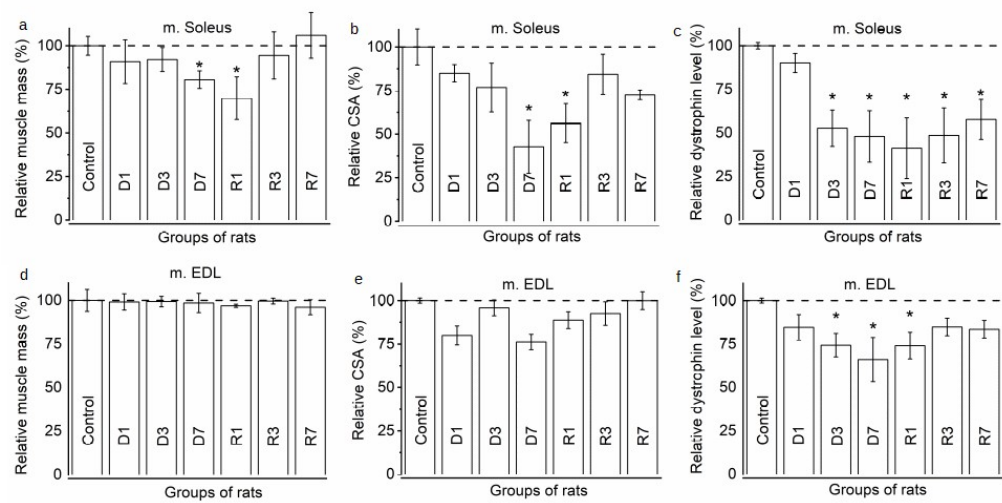 a
m. Soleus
Relative muscle mass (%)
100
75
50
25
0
* *
Control
D1
D3
D7
R1
R3
R7
Groups of rats
b
m. Soleus
Relative CSA (%)
100
75
50
25
0
* *
Control
D1
D3
D7
R1
R3
R7
Groups of rats
c
m. Soleus
Relative dystrophin level (%)
100
75
50
25
0
* * * * *
Control
D1
D3
D7
R1
R3
R7
Groups of rats
d
m. EDL
Relative muscle mass (%)
100
75
50
25
0
Control
D1
D3
D7
R1
R3
R7
Groups of rats
e
m. EDL
Relative CSA (%)
100
75
50
25
0
Control
D1
D3
D7
R1
R3
R7
Groups of rats
f
m. EDL
Relative dystrophin level (%)
100
75
50
25
0
* * *
Control
D1
D3
D7
R1
R3
R7
Groups of rats